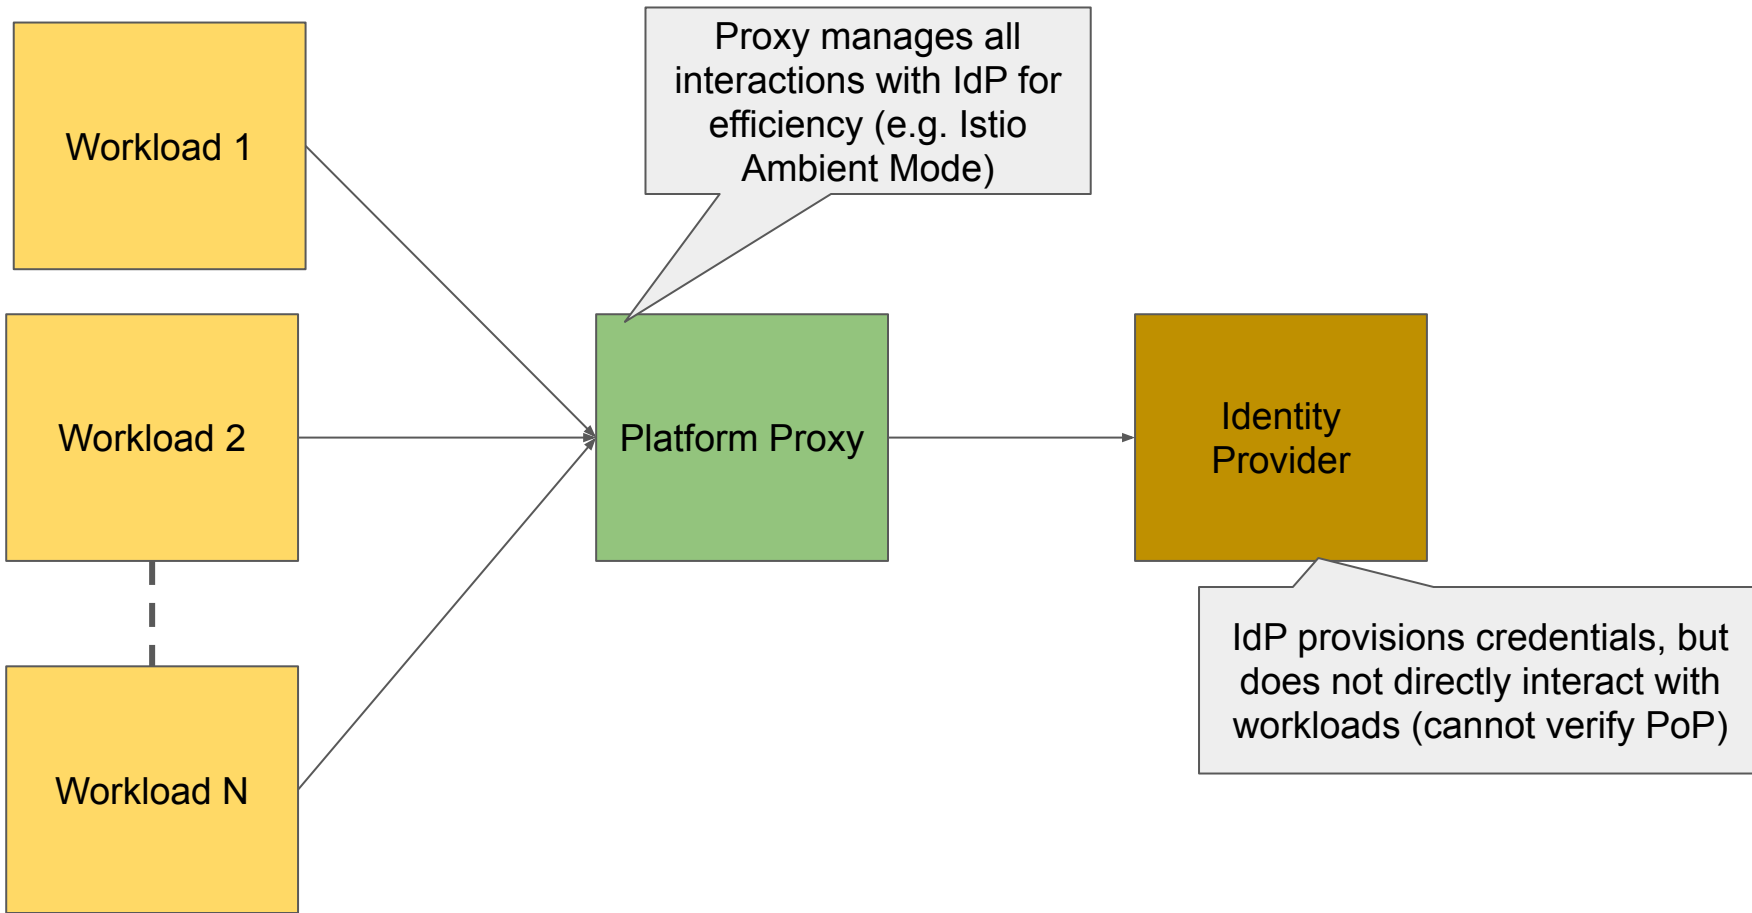 Workload 1
Proxy manages all
interactions with IdP for
efficiency (e.g. Istio
Ambient Mode)
Workload 2
Platform Proxy
Identity
Provider
IdP provisions credentials, but
does not directly interact with
workloads (cannot verify PoP)
Workload N